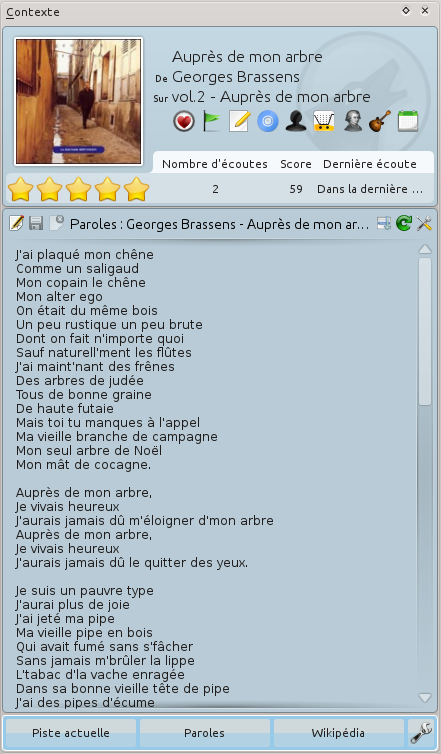 Contexte
Auprès de mon arbre
De Georges Brassens
Sur vol.2 - Auprès de mon arbre
Nombre d'écoutes Score Dernière écoute
2 59 Dans la dernière ...
Paroles : Georges Brassens - Auprès de mon ar...
J'ai plaqué mon chêne
Comme un saligaud
Mon copain le chêne
Mon alter ego
On était du même bois
Un peu rustique un peu brute
Dont on fait n'importe quoi
Sauf naturell'ment les flûtes
J'ai maint'nant des frênes
Des arbres de judée
Tous de bonne graine
De haute futaie
Mais toi tu manques à l'appel
Ma vieille branche de campagne
Mon seul arbre de Noël
Mon mât de cocagne.
Auprès de mon arbre,
Je vivais heureux
J'aurais jamais dû m'éloigner d'mon arbre
Auprès de mon arbre,
Je vivais heureux
J'aurais jamais dû le quitter des yeux.
Je suis un pauvre type
J'aurai plus de joie
J'ai jeté ma pipe
Ma vieille pipe en bois
Qui avait fumé sans s'fâcher
Sans jamais m'brûler la lippe
L'tabac d'la vache enragée
Dans sa bonne vieille tête de pipe
J'ai des pipes d'écume
Piste actuelle Paroles Wikipédia